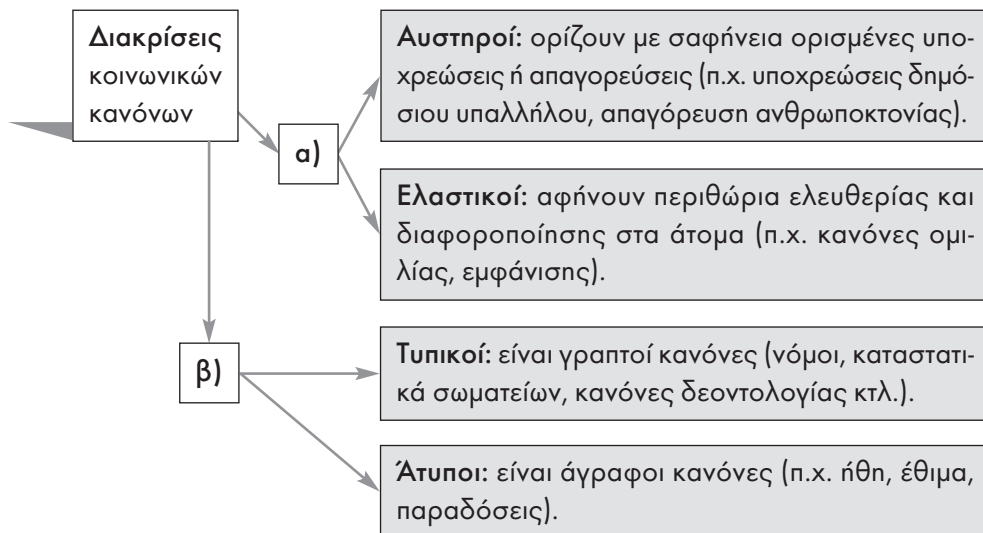 Διακρίσεις
κοινωνικών
κανόνων
α)
Αυστηροί: ορίζουν με σαφήνεια ορισμένες υπο-
χρεώσεις ή απαγορεύσεις (π.χ. υποχρεώσεις δημό-
σιου υπαλλήλου, απαγόρευση ανθρωποκτονίας).
Ελαστικοί: αφήνουν περιθώρια ελευθερίας και
διαφοροποίησης στα άτομα (π.χ. κανόνες ομι-
λίας, εμφάνισης).
β)
Τυπικοί: είναι γραπτοί κανόνες (νόμοι, καταστατι-
κά σωματείων, κανόνες δεοντολογίας κτλ.).
Άτυποι: είναι άγραφοι κανόνες (π.χ. ήθη, έθιμα,
παραδόσεις).